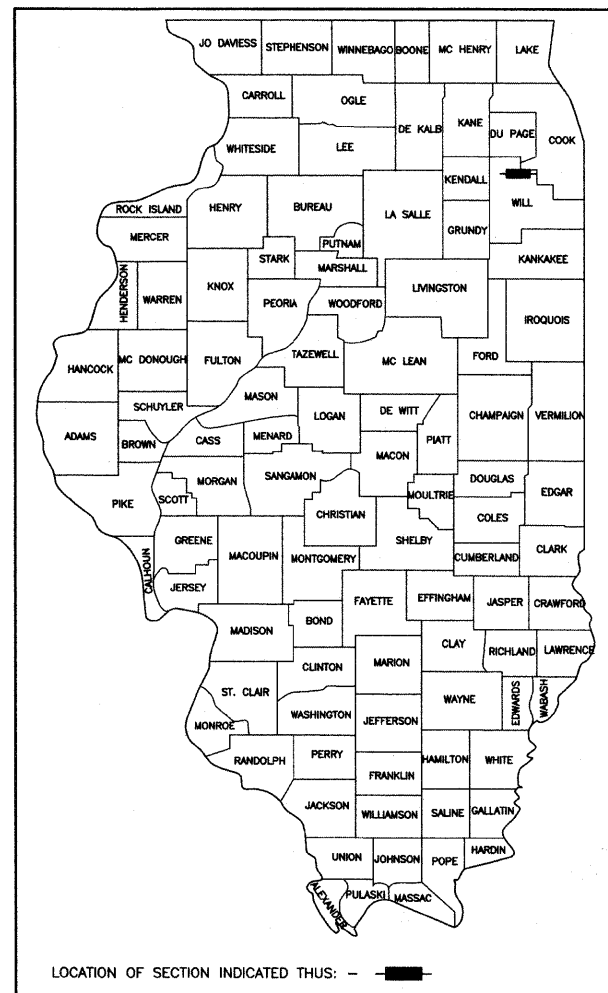 JO DAVIESS STEPHENSON WINNEBAGO BOONE MC HENRY LAKE
CARROLL OGLE DE KALB KANE DU PAGE COOK
WHITESIDE LEE KENDALL WILL
ROCK ISLAND HENRY BUREAU LA SALLE GRUNDY
MERCER STARK PUTNAM KANKAKEE
MARSHALL
HENDERSON WARREN KNOX PEORIA WOODFORD LIVINGSTON IROQUOIS
HANCOCK MC DONOUGH FULTON TAZEWELL MC LEAN FORD
SCHUYLER MASON LOGAN DE WITT CHAMPAIGN VERMILION
ADAMS BROWN CASS MENARD MACON PIATT
PIKE SCOTT MORGAN SANGAMON CHRISTIAN MOULTRIE DOUGLAS EDGAR
COLES
CALHOUN GREENE MACOUPIN MONTGOMERY SHELBY CUMBERLAND CLARK
JERSEY FAYETTE EFFINGHAM JASPER CRAWFORD
MADISON BOND CLAY RICHLAND LAWRENCE
CLINTON MARION
ST. CLAIR WAYNE EDWARDS WABASH
MONROE WASHINGTON JEFFERSON
RANDOLPH PERRY HAMILTON WHITE
FRANKLIN
JACKSON WILLIAMSON SALINE GALLATIN
UNION JOHNSON POPE HARDIN
ALEXANDER PULASKI MASSAC
LOCATION OF SECTION INDICATED THUS: -